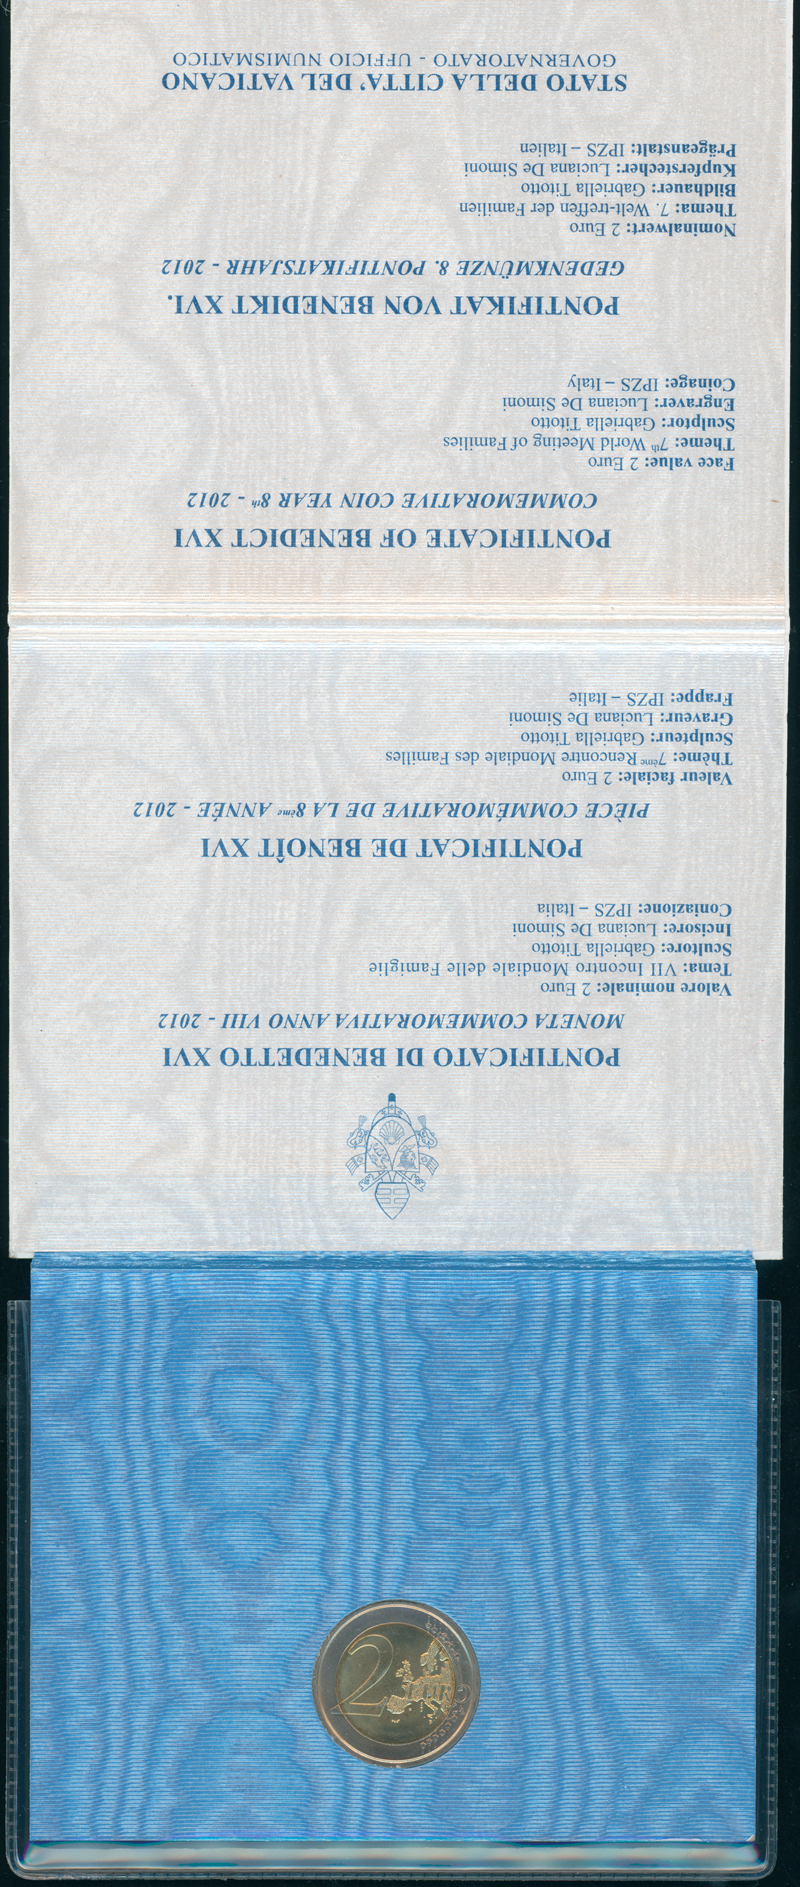 PONTIFICATO DI BENEDETTO XVI
MONETA COMMEMORATIVA ANNO VIII - 2012
Valore nominale: 2 Euro
Tema: VII Incontro Mondiale delle Famiglie
Scultore: Gabriella Titotto
Incisore: Luciana De Simoni
Coniazione: IPZS – Italia
PONTIFICAT DE BENOÎT XVI
PIÈCE COMMÉMORATIVE DE LA 8ème ANNÉE - 2012
Valeur faciale: 2 Euro
Thème: 7ème Rencontre Mondiale des Familles
Sculpteur: Gabriella Titotto
Graveur: Luciana De Simoni
Frappe: IPZS – Italie
PONTIFICATE OF BENEDICT XVI
COMMEMORATIVE COIN YEAR 8th - 2012
Face value: 2 Euro
Theme: 7th World Meeting of Families
Sculptor: Gabriella Titotto
Engraver: Luciana De Simoni
Coinage: IPZS – Italy
PONTIFIKAT VON BENEDIKT XVI.
GEDENKMÜNZE 8. PONTIFIKATSJAHR - 2012
Nominalwert: 2 Euro
Thema: 7. Welt-treffen der Familien
Bildhauer: Gabriella Titotto
Kupferstecher: Luciana De Simoni
Prägeanstalt: IPZS – Italien
STATO DELLA CITTA' DEL VATICANO
GOVERNATORATO - UFFICIO NUMISMATICO
2